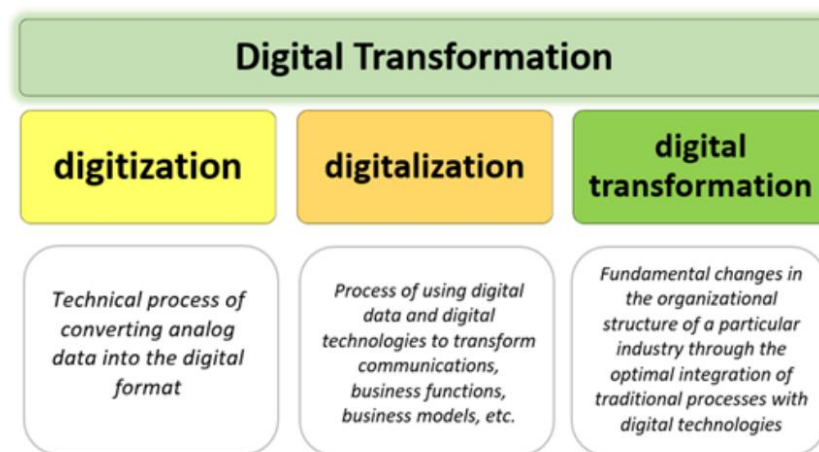 Digital Transformation
digitization
digitalization
digital
transformation
Technical process of
converting analog
data into the digital
format
Process of using digital
data and digital
technologies to transform
communications,
business functions,
business models, etc.
Fundamental changes in
the organizational
structure of a particular
industry through the
optimal integration of
traditional processes with
digital technologies